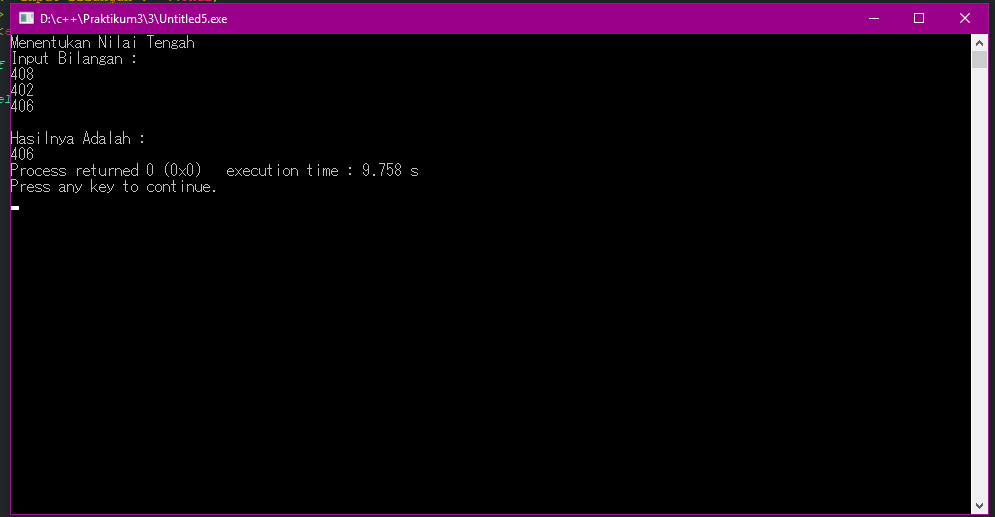 D:\c++\Praktikum3\3\Untitled5.exe
Menentukan Nilai Tengah
Input Bilangan :
408
402
406
Hasilnya Adalah :
406
Process returned 0 (0x0)   execution time : 9.758 s
Press any key to continue.